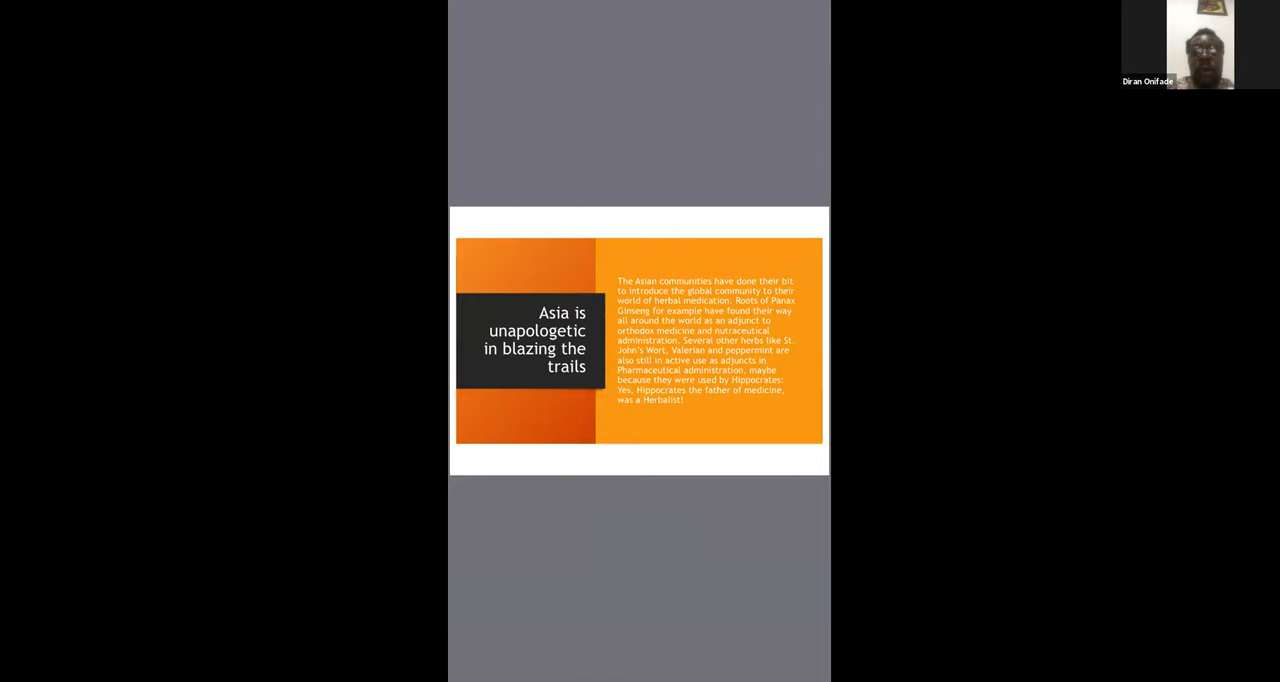 Diran Onifade
Asia is
unapologetic
in blazing the
trails
The Asian communities have done their bit
to introduce the global community to their
world of herbal medication. Roots of Panax
Ginseng for example have found their way
all around the world as an adjunct to
orthodox medicine and nutraceutical
administration. Several other herbs like St.
John's Wort, Valerian and peppermint are
also still in active use as adjuncts in
Pharmaceutical administration, maybe
because they were used by Hippocrates:
Yes, Hippocrates the father of medicine,
was a Herbalist!